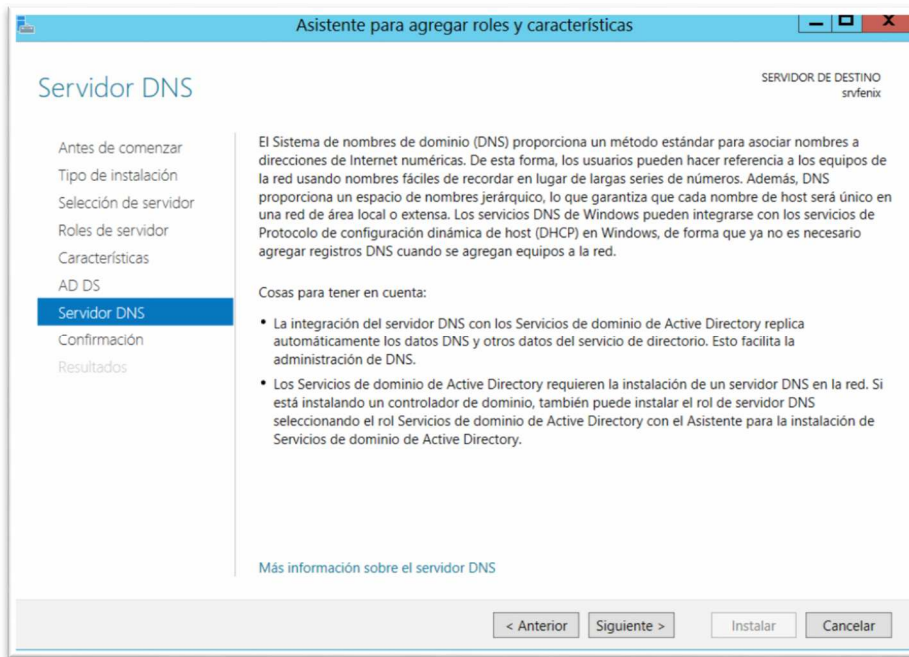 Asistente para agregar roles y características
Servidor DNS
SERVIDOR DE DESTINO
srvfenix
Antes de comenzar
Tipo de instalación
Selección de servidor
Roles de servidor
Características
AD DS
Servidor DNS
Confirmación
Resultados
El Sistema de nombres de dominio (DNS) proporciona un método estándar para asociar nombres a
direcciones de Internet numéricas. De esta forma, los usuarios pueden hacer referencia a los equipos de
la red usando nombres fáciles de recordar en lugar de largas series de números. Además, DNS
proporciona un espacio de nombres jerárquico, lo que garantiza que cada nombre de host será único en
una red de área local o extensa. Los servicios DNS de Windows pueden integrarse con los servicios de
Protocolo de configuración dinámica de host (DHCP) en Windows, de forma que ya no es necesario
agregar registros DNS cuando se agregan equipos a la red.
Cosas para tener en cuenta:
• La integración del servidor DNS con los Servicios de dominio de Active Directory replica
automáticamente los datos DNS y otros datos del servicio de directorio. Esto facilita la
administración de DNS.
• Los Servicios de dominio de Active Directory requieren la instalación de un servidor DNS en la red. Si
está instalando un controlador de dominio, también puede instalar el rol de servidor DNS
seleccionando el rol Servicios de dominio de Active Directory con el Asistente para la instalación de
Servicios de dominio de Active Directory.
Más información sobre el servidor DNS
< Anterior
Siguiente >
Instalar
Cancelar